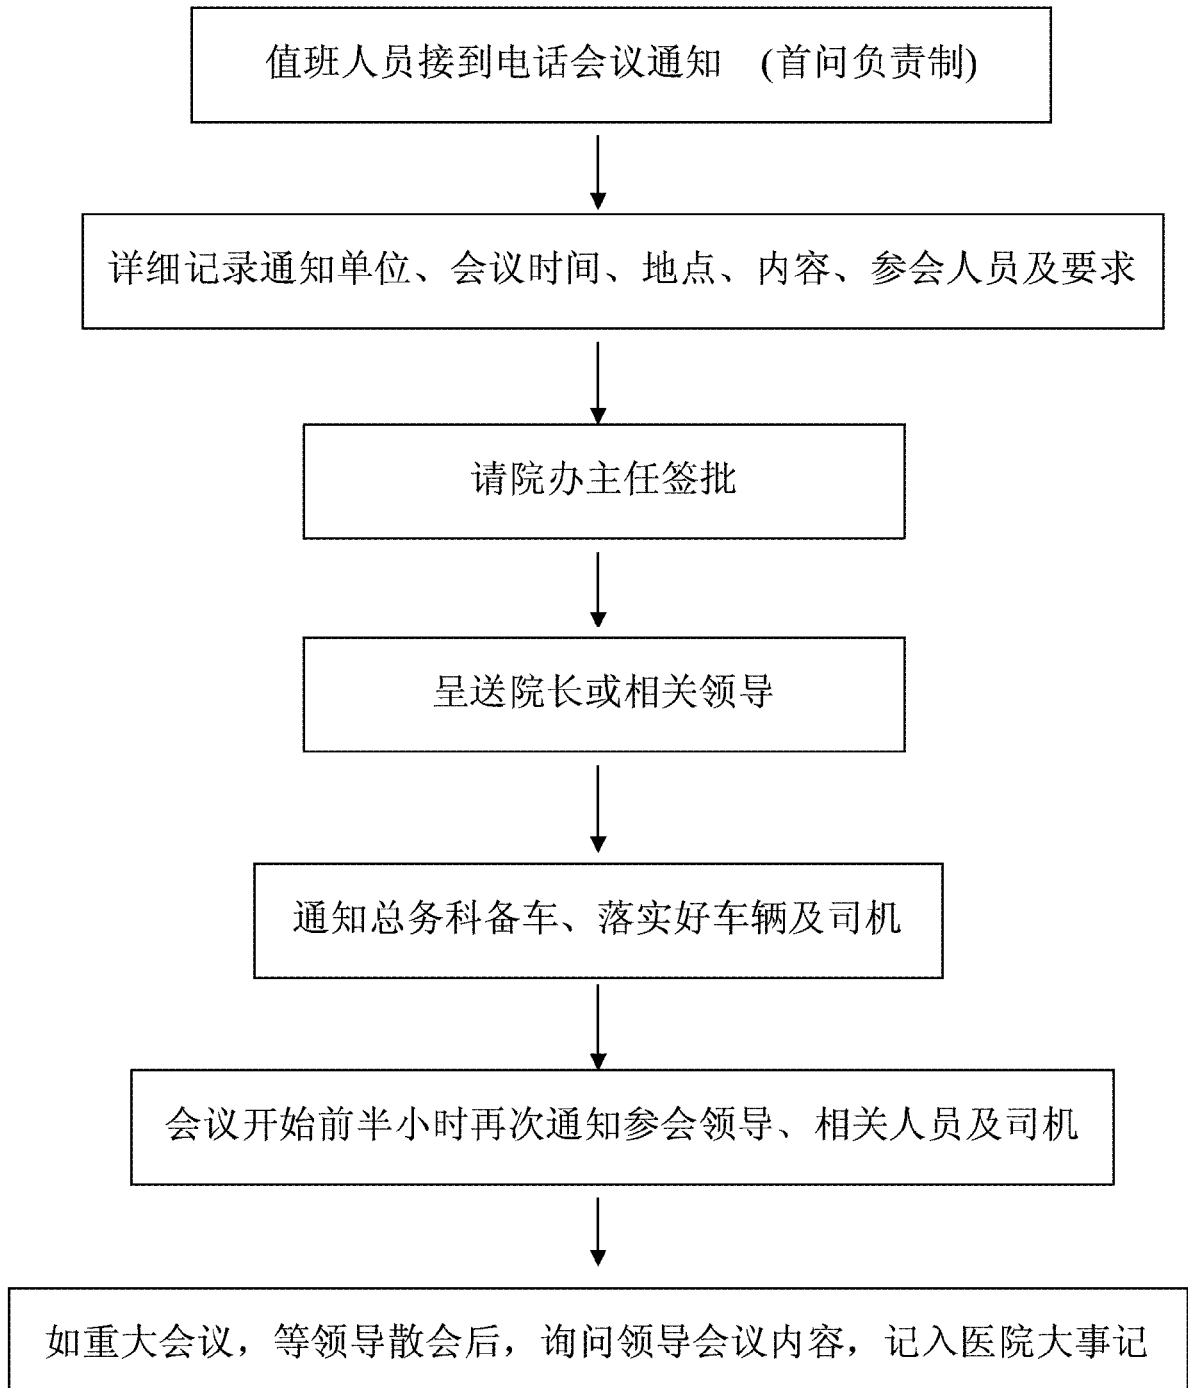 值班人员接到电话会议通知　(首问负责制)
详细记录通知单位、会议时间、地点、内容、参会人员及要求
请院办主任签批
呈送院长或相关领导
通知总务科备车、落实好车辆及司机
会议开始前半小时再次通知参会领导、相关人员及司机
如重大会议，等领导散会后，询问领导会议内容，记入医院大事记